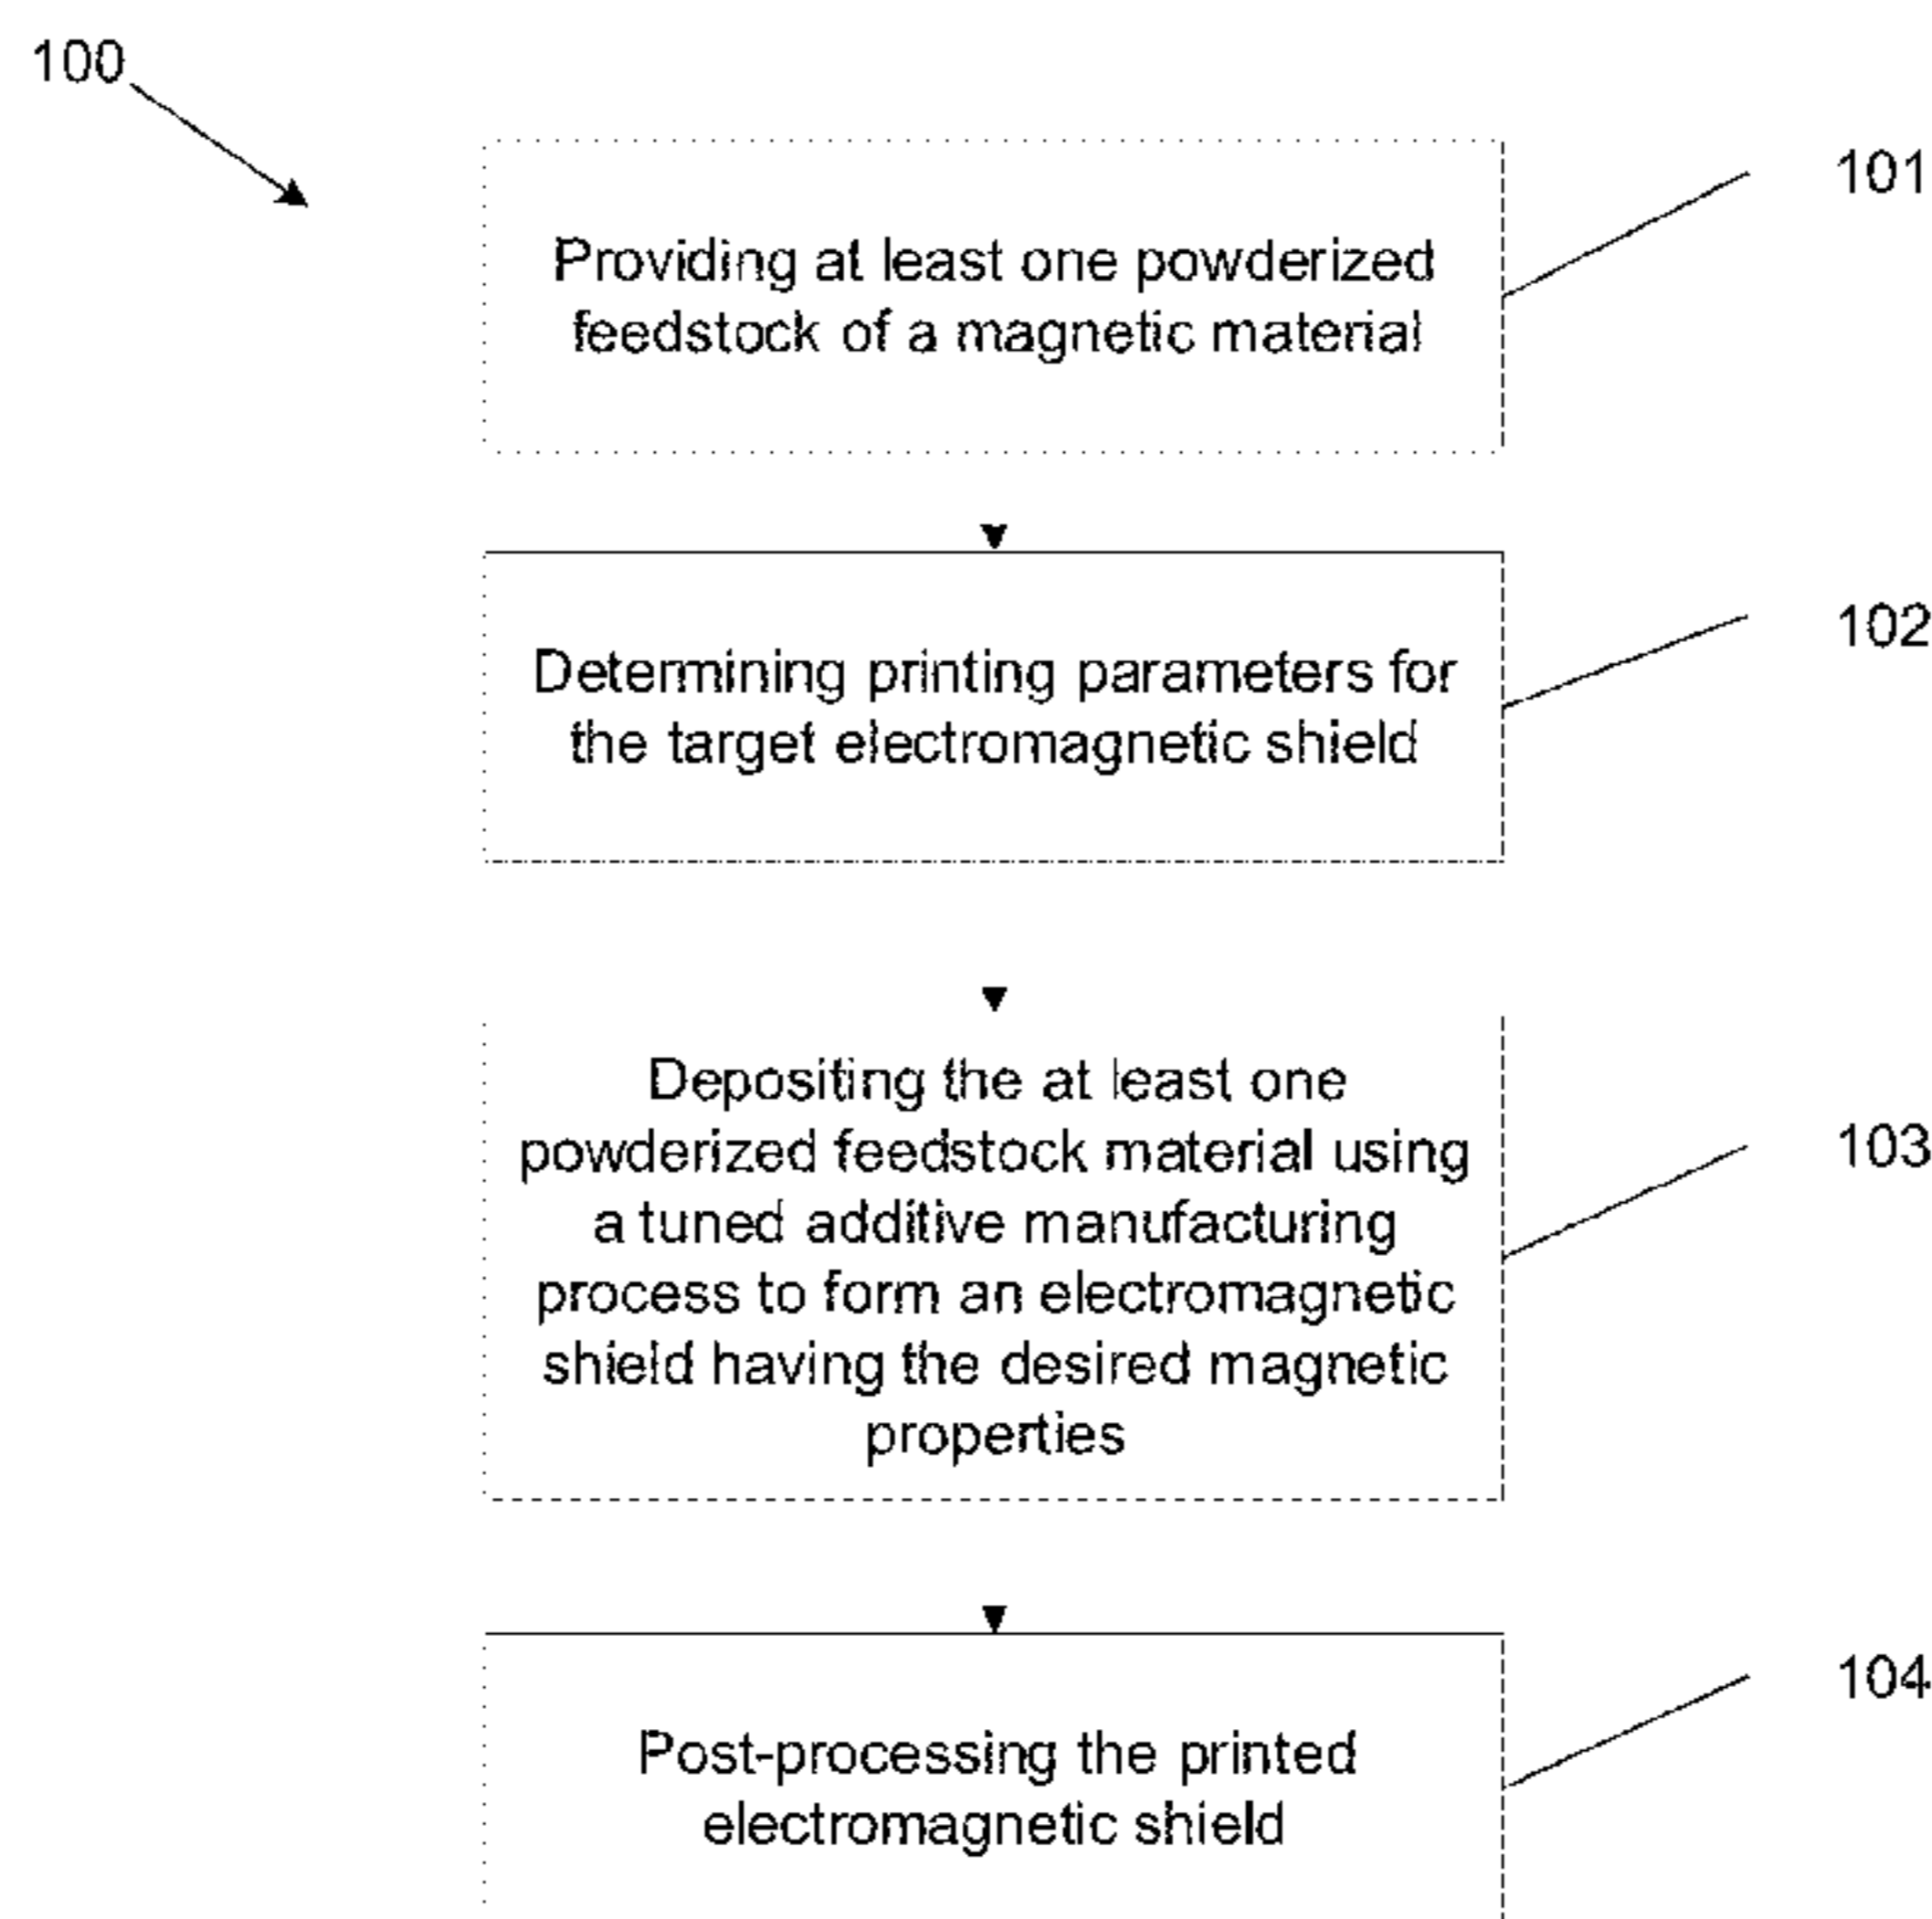 100
101
Providing at least one powderized
feedstock of a magnetic material
102
Determining printing parameters for
the target electromagnetic shield
103
Depositing the at least one
powderized feedstock material using
a tuned additive manufacturing
process to form an electromagnetic
shield having the desired magnetic
properties
104
Post-processing the printed
electromagnetic shield